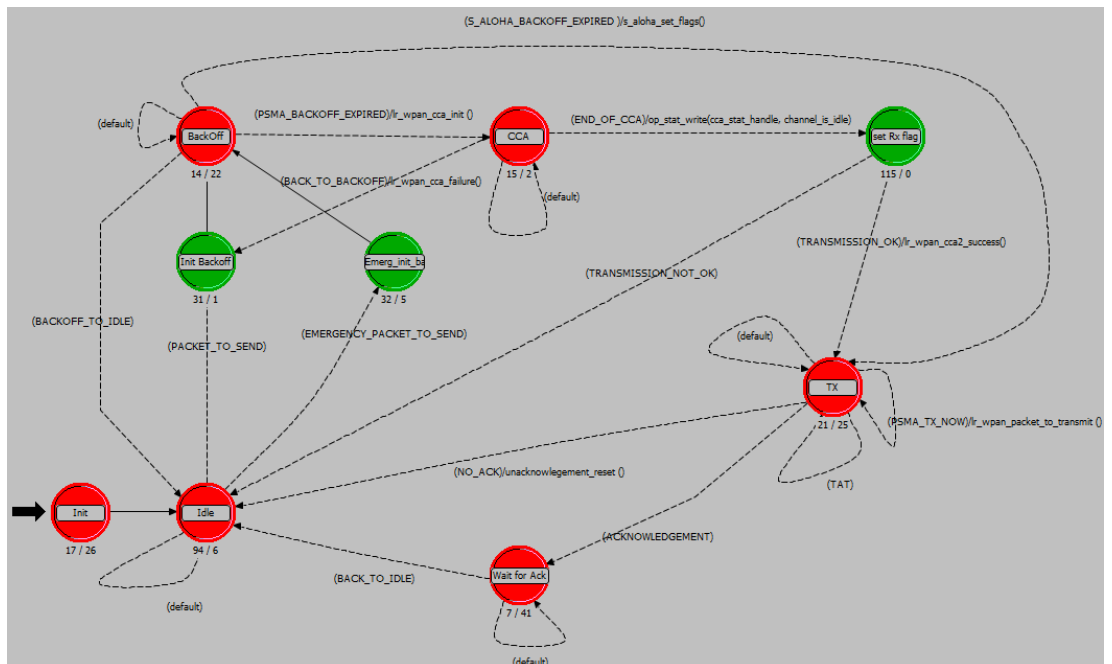 (S_ALOHA_BACKOFF_EXPIRED )/s_aloha_set_flags()
(default)
BackOff
14 / 22
(PSMA_BACKOFF_EXPIRED)/lr_wpan_cca_init ()
CCA
15 / 2
(END_OF_CCA)/op_stat_write(cca_stat_handle, channel_is_idle)
set Rx flag
115 / 0
(BACK_TO_BACKOFF)/lr_wpan_cca_failure()
(default)
Init Backoff
31 / 1
Emerg_init_ba
32 / 5
(TRANSMISSION_OK)/lr_wpan_cca2_success()
(TRANSMISSION_NOT_OK)
(BACKOFF_TO_IDLE)
(PACKET_TO_SEND)
(EMERGENCY_PACKET_TO_SEND)
(default)
TX
21 / 25
(PSMA_TX_NOW)/lr_wpan_packet_to_transmit ()
(TAT)
(NO_ACK)/unacknowlegement_reset ()
Init
17 / 26
Idle
94 / 6
(default)
(ACKNOWLEDGEMENT)
(BACK_TO_IDLE)
Wait for Ack
7 / 41
(default)